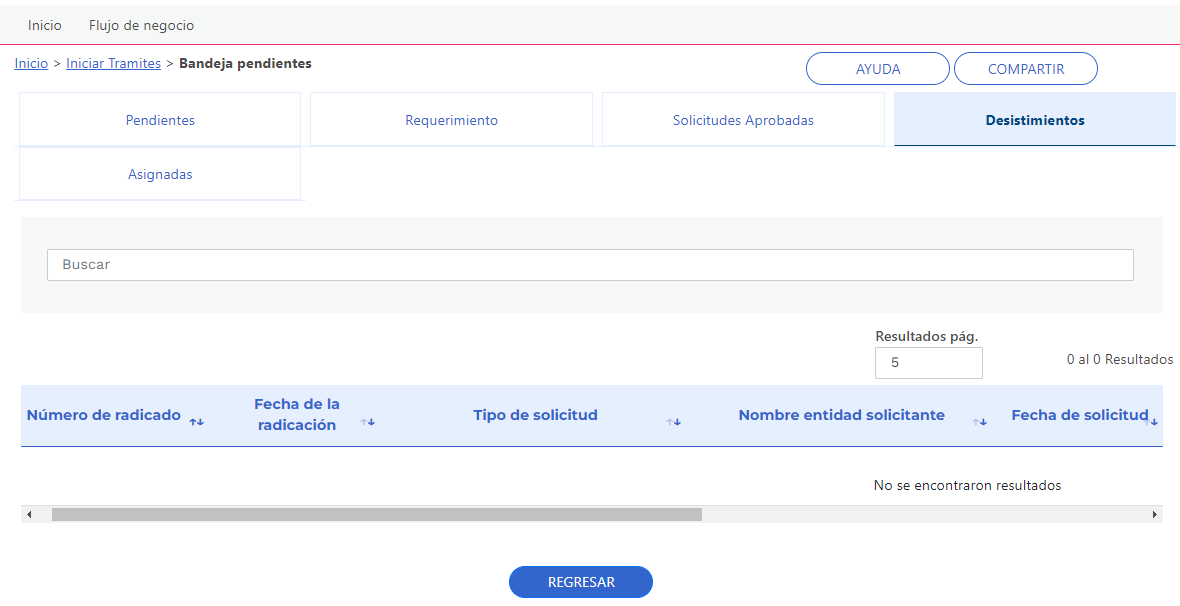 Inicio Flujo de negocio
Inicio > Iniciar Tramites > Bandeja pendientes
AYUDA COMPARTIR
Pendientes Requerimiento Solicitudes Aprobadas Desistimientos
Asignadas
Buscar
Resultados pág.
5
0 al 0 Resultados
Número de radicado Fecha de la radicación Tipo de solicitud Nombre entidad solicitante Fecha de solicitud
No se encontraron resultados
REGRESAR